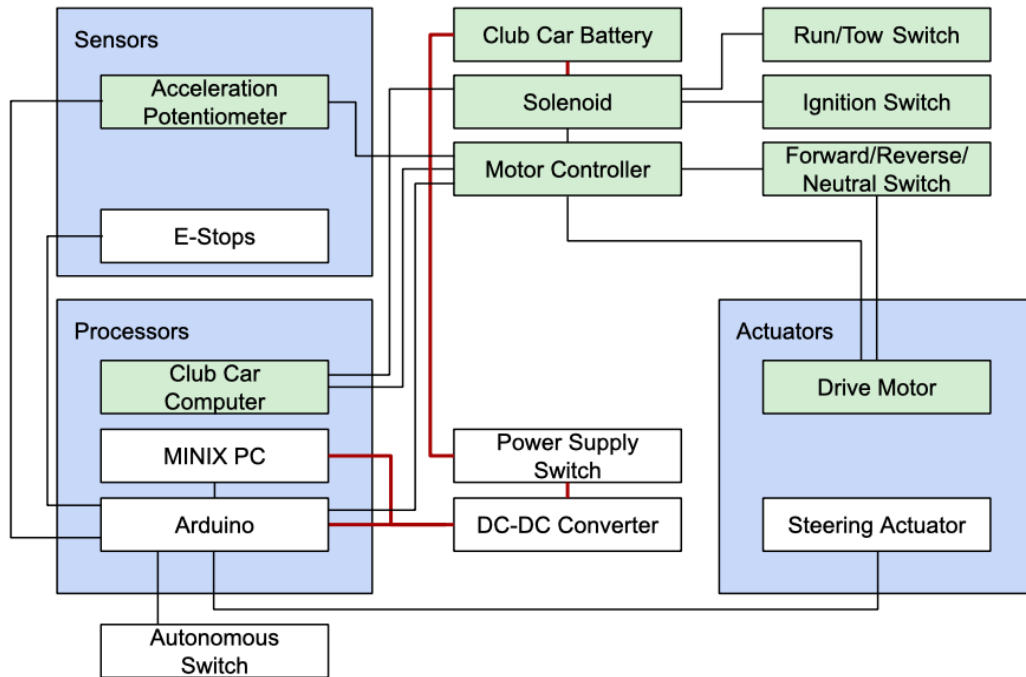 Sensors
Acceleration
Potentiometer
E-Stops
Club Car Battery
Solenoid
Motor Controller
Run/Tow Switch
Ignition Switch
Forward/Reverse/
Neutral Switch
Processors
Club Car
Computer
MINIX PC
Arduino
Power Supply
Switch
DC-DC Converter
Actuators
Drive Motor
Steering Actuator
Autonomous
Switch